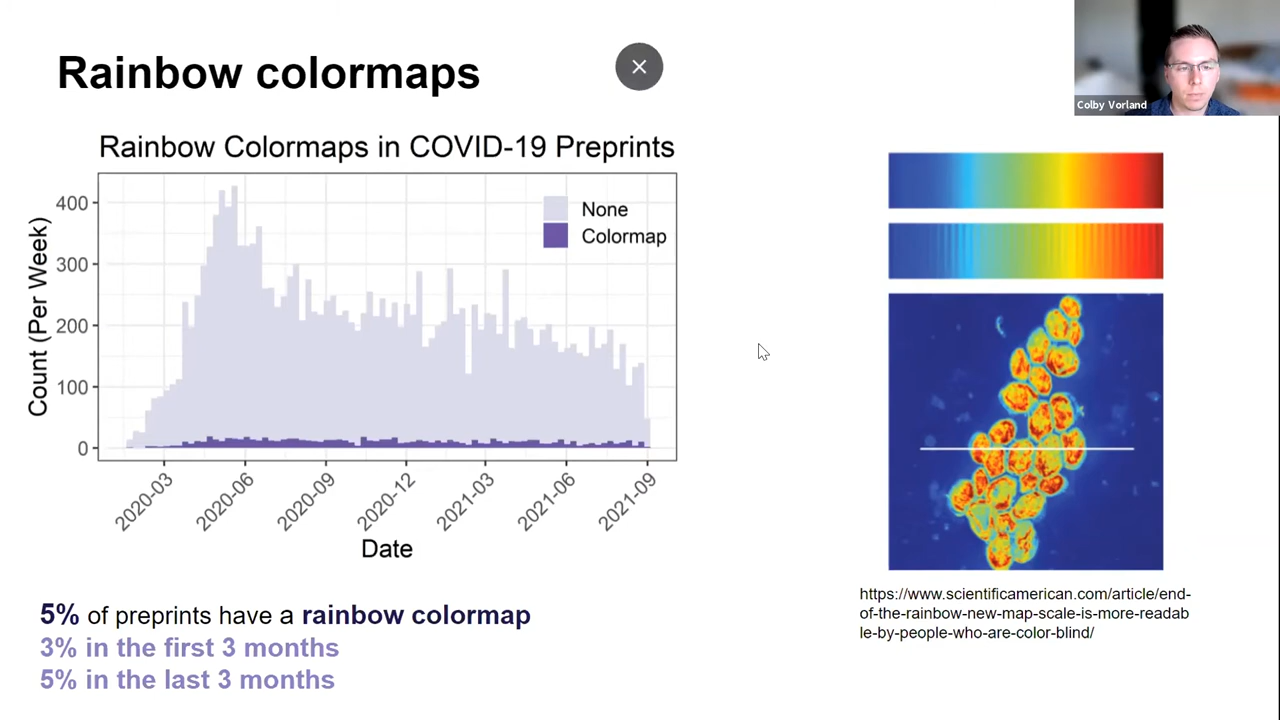 Rainbow colormaps
Colby Vorland
Rainbow Colormaps in COVID-19 Preprints
Count (Per Week)
400
300
200
100
0
None
Colormap
2020-03
2020-06
2020-09
2020-12
2021-03
2021-06
2021-09
Date
5% of preprints have a rainbow colormap
3% in the first 3 months
5% in the last 3 months
https://www.scientificamerican.com/article/end-
of-the-rainbow-new-map-scale-is-more-readab
le-by-people-who-are-color-blind/